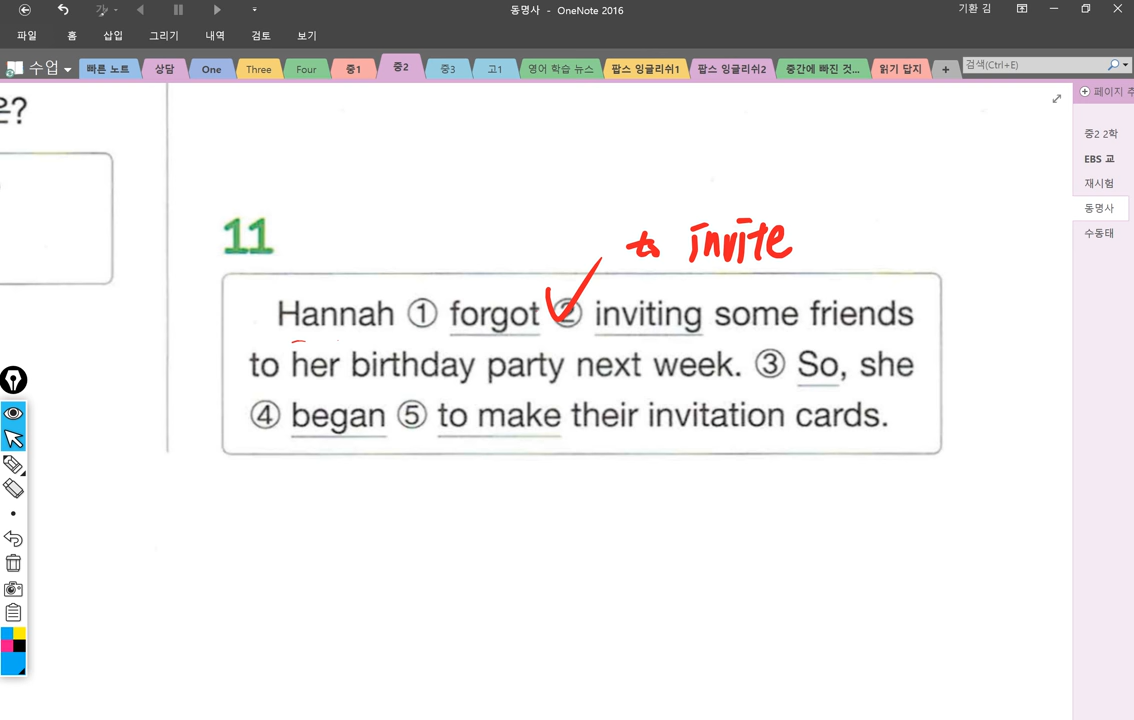 동명사 - OneNote 2016
기환 김
파일 홈 삽입 그리기 내역 검토 보기
수업 빠른 노트 상담 One Three Four 중1 중2 중3 고1 영어 학습 뉴스 팝스 잉글리쉬1 팝스 잉글리쉬2 중간에 빠진 것... 읽기 답지 + 검색(Ctrl+E)
페이지 추
은?
중2 2학
EBS 교
재시험
동명사
수동태
11
to invite
Hannah ① forgot ② inviting some friends
to her birthday party next week. ③ So, she
④ began ⑤ to make their invitation cards.